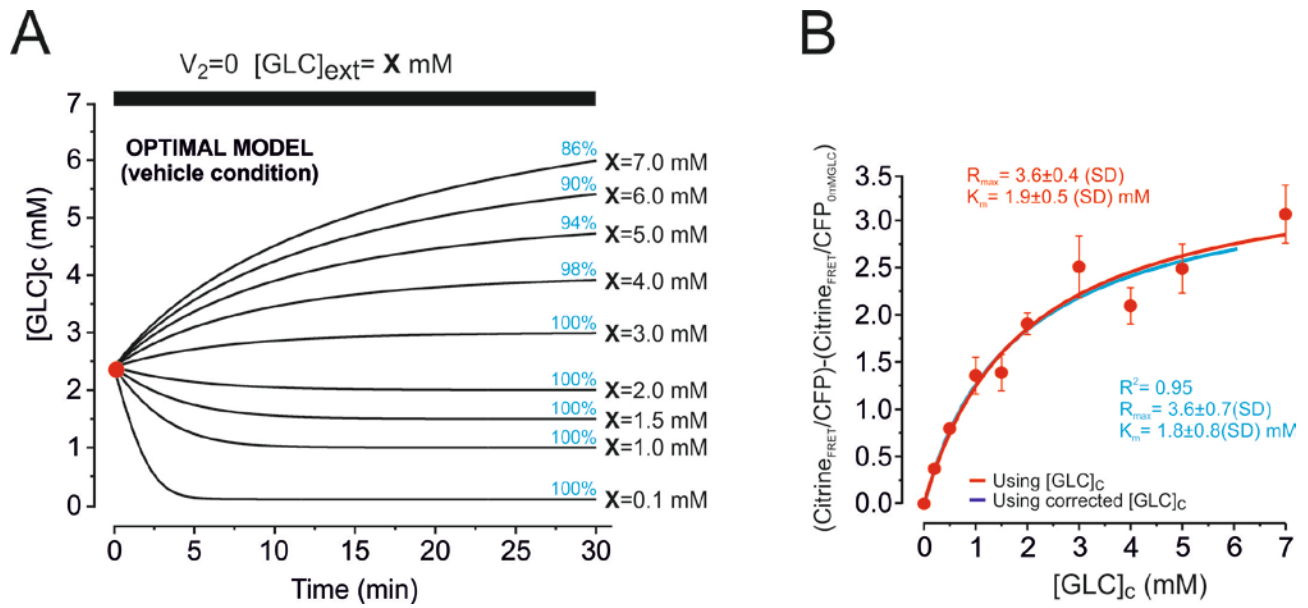 A
V2=0 [GLC]ext= X mM
OPTIMAL MODEL
(vehicle condition)
[GLC]c (mM)
7
6
5
4
3
2
1
0
86%
X=7.0 mM
90%
X=6.0 mM
94%
X=5.0 mM
98%
X=4.0 mM
100%
X=3.0 mM
100%
X=2.0 mM
100%
X=1.5 mM
100%
X=1.0 mM
100%
X=0.1 mM
0 5 10 15 20 25 30
Time (min)
B
(CitrineFRET/CFP)-(CitrineFRET/CFP0mMGLC)
3.5
3.0
2.5
2.0
1.5
1.0
0.5
0.0
Rmax= 3.6±0.4 (SD)
Km= 1.9±0.5 (SD) mM
R2= 0.95
Rmax= 3.6±0.7(SD)
Km= 1.8±0.8(SD) mM
Using [GLC]C
Using corrected [GLC]C
0 1 2 3 4 5 6 7
[GLC]c (mM)